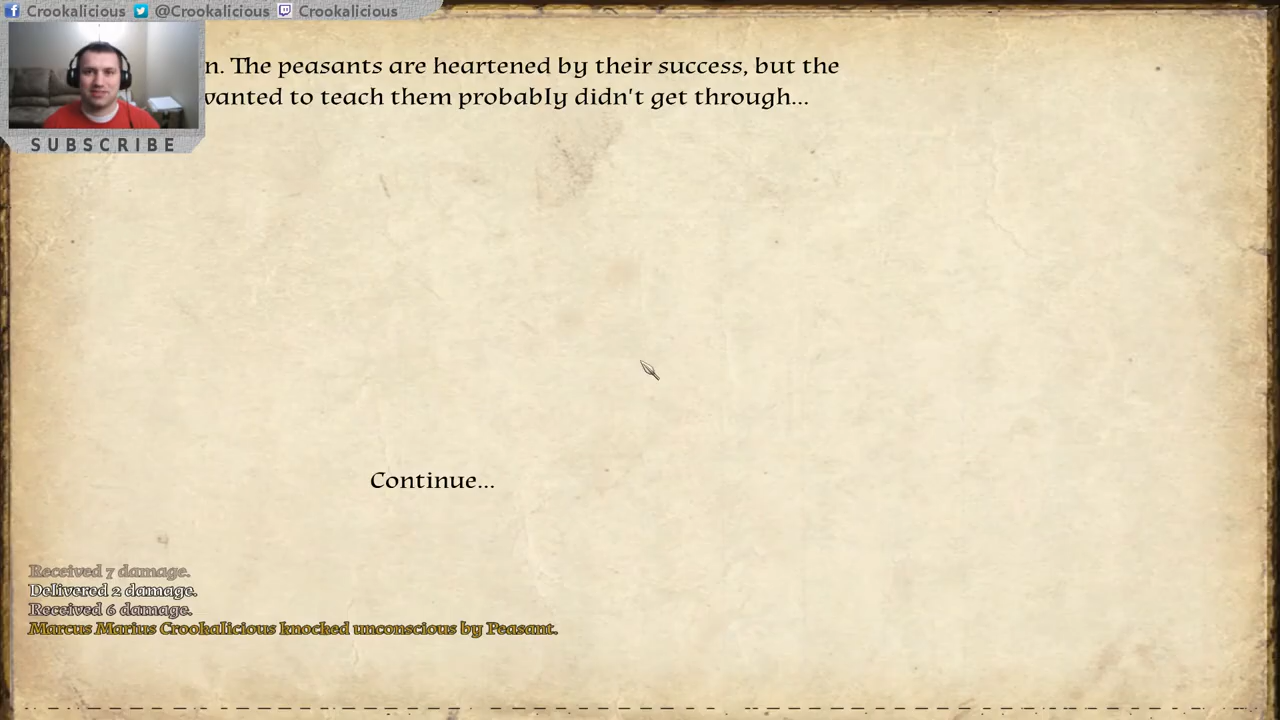 Crookalicious @Crookalicious Crookalicious
n. The peasants are heartened by their success, but the
wanted to teach them probably didn't get through...
SUBSCRIBE
Continue...
Received 7 damage.
Delivered 2 damage.
Received 6 damage.
Marcus Marius Crookalicious knocked unconscious by Peasant.